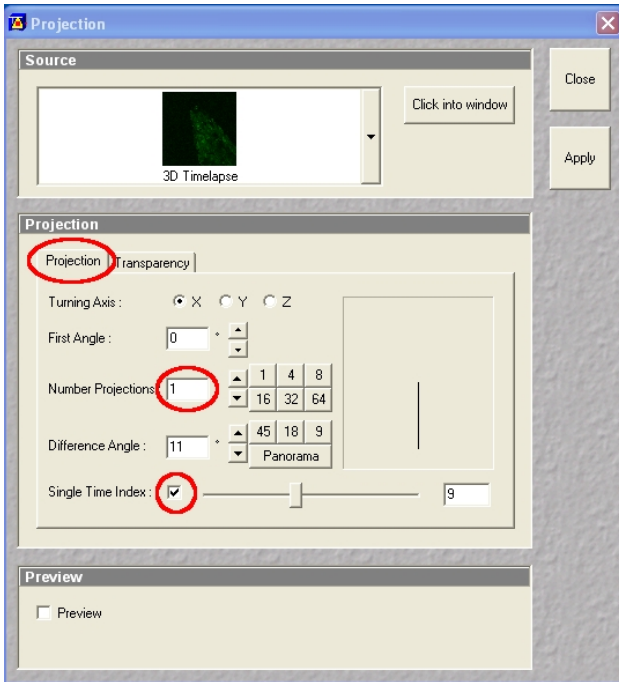 Projection
Source
Close
Click into window
Apply
3D Timelapse
Projection
Projection Transparency
Turning Axis : X Y Z
First Angle : 0 °
Number Projections: 1 1 4 8
16 32 64
Difference Angle : 11 ° 45 18 9
Panorama
Single Time Index : 9
Preview
Preview